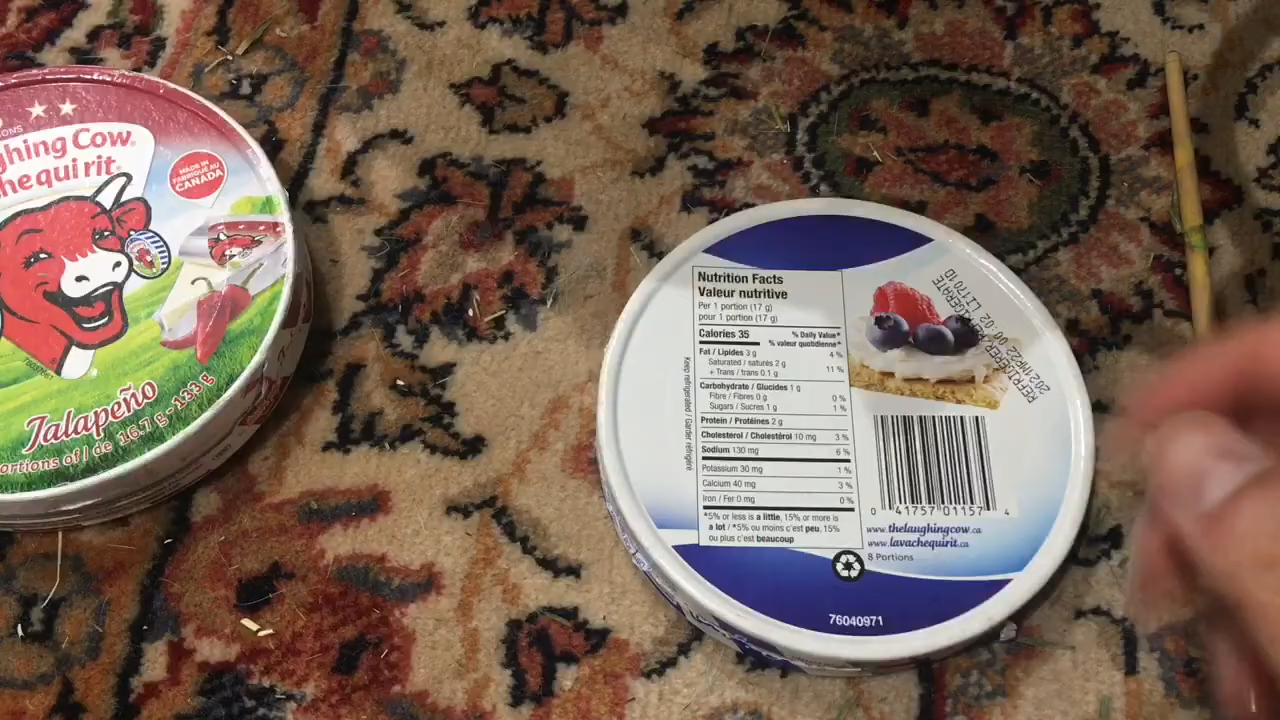 ghing Cow
he qui rit
MADE IN
FABRIQUÉ AU
CANADA
Jalapeño
ortions of | de 16.7 g - 133 g
Nutrition Facts
Valeur nutritive
Per 1 portion (17 g)
pour 1 portion (17 g)
Calories 35 % Daily Value*
% valeur quotidienne*
Fat / Lipides 3 g 4 %
Saturated / saturés 2 g
+ Trans / trans 0.1 g 11 %
Carbohydrate / Glucides 1 g
Fibre / Fibres 0 g 0 %
Sugars / Sucres 1 g 1 %
Protein / Protéines 2 g
Cholesterol / Cholestérol 10 mg 3 %
Sodium 130 mg 6 %
Potassium 30 mg 1 %
Calcium 40 mg 3 %
Iron / Fer 0 mg 0 %
*5% or less is a little, 15% or more is
a lot / *5% ou moins c'est peu, 15%
ou plus c'est beaucoup
Keep refrigerated / Garder réfrigéré
0 41757 01157 4
www.thelaughingcow.ca
www.lavachequirit.ca
8 Portions
76040971